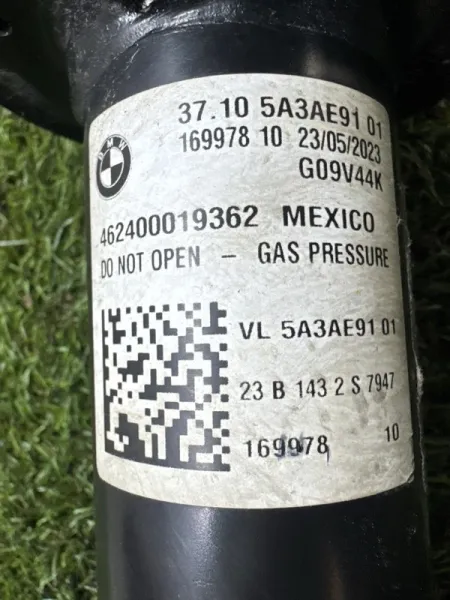 BMW
37.10 5A3AE91 01
169978 10 23/05/2023
G09V44K
462400019362 MEXICO
DO NOT OPEN – GAS PRESSURE
VL 5A3AE91 01
23 B 143 2 S 7947
169978 10